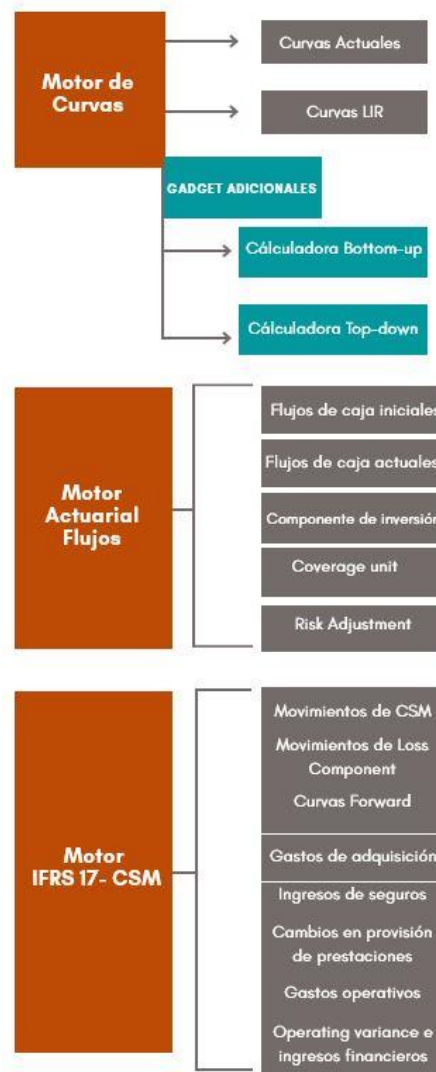 Motor de
Curvas
Curvas Actuales
Curvas LIR
GADGET ADICIONALES
Cálculadora Bottom-up
Cálculadora Top-down
Motor
Actuarial
Flujos
Flujos de caja iniciales
Flujos de caja actuales
Componente de inversión
Coverage unit
Risk Adjustment
Motor
IFRS 17- CSM
Movimientos de CSM
Movimientos de Loss
Component
Curvas Forward
Gastos de adquisición
Ingresos de seguros
Cambios en provisión
de prestaciones
Gastos operativos
Operating variance e
ingresos financieros